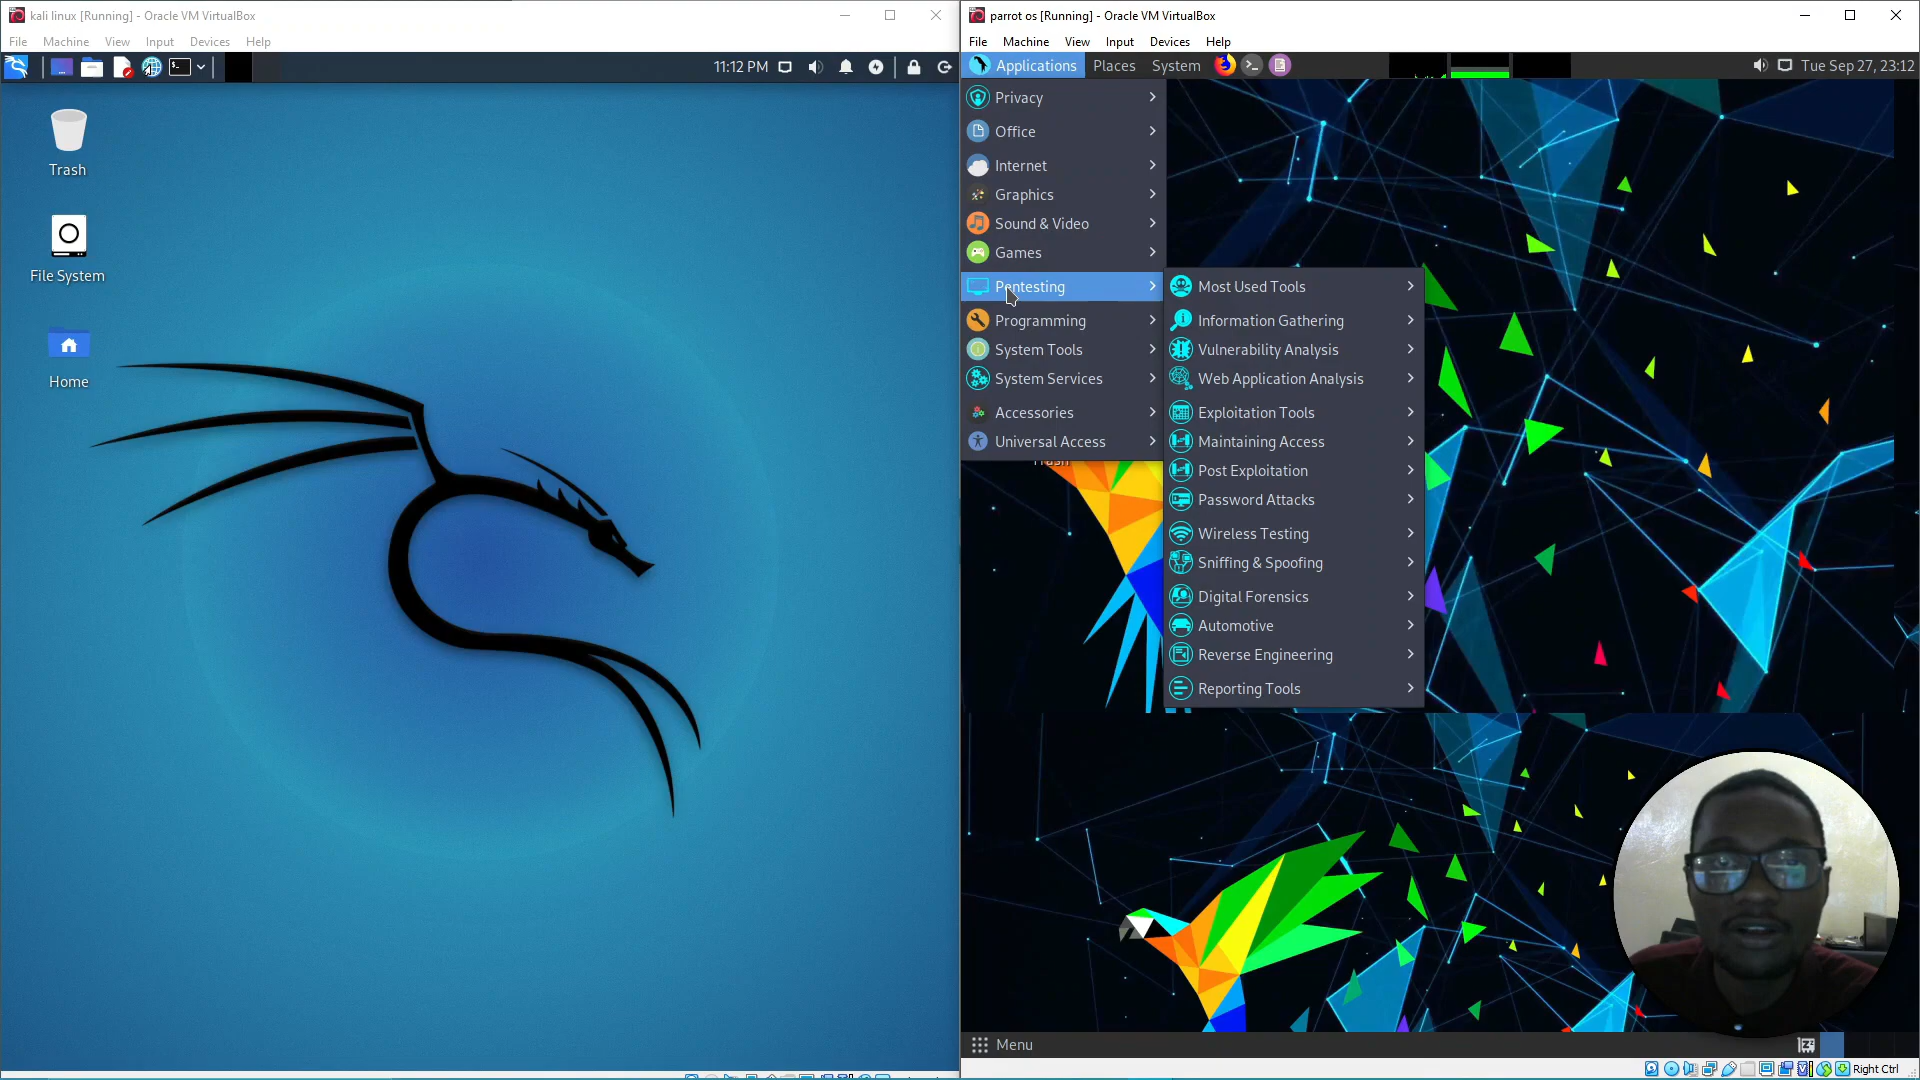 kali linux [Running] - Oracle VM VirtualBox
File Machine View Input Devices Help
11:12 PM
Trash
File System
Home
parrot os [Running] - Oracle VM VirtualBox
File Machine View Input Devices Help
Applications Places System
Tue Sep 27, 23:12
Privacy
Office
Internet
Graphics
Sound & Video
Games
Pentesting
Programming
System Tools
System Services
Accessories
Universal Access
Trash
Most Used Tools
Information Gathering
Vulnerability Analysis
Web Application Analysis
Exploitation Tools
Maintaining Access
Post Exploitation
Password Attacks
Wireless Testing
Sniffing & Spoofing
Digital Forensics
Automotive
Reverse Engineering
Reporting Tools
Menu
Right Ctrl